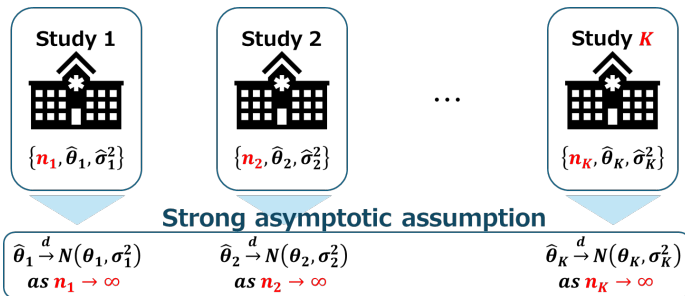 Study 1
Study 2
Study K
...
{n₁, θ̂₁, σ̂₁²}
{n₂, θ̂₂, σ̂₂²}
{n_K, θ̂_K, σ̂_K²}
Strong asymptotic assumption
θ̂₁ →ᵈ N(θ₁, σ₁²)
as n₁ → ∞
θ̂₂ →ᵈ N(θ₂, σ₂²)
as n₂ → ∞
θ̂_K →ᵈ N(θ_K, σ_K²)
as n_K → ∞